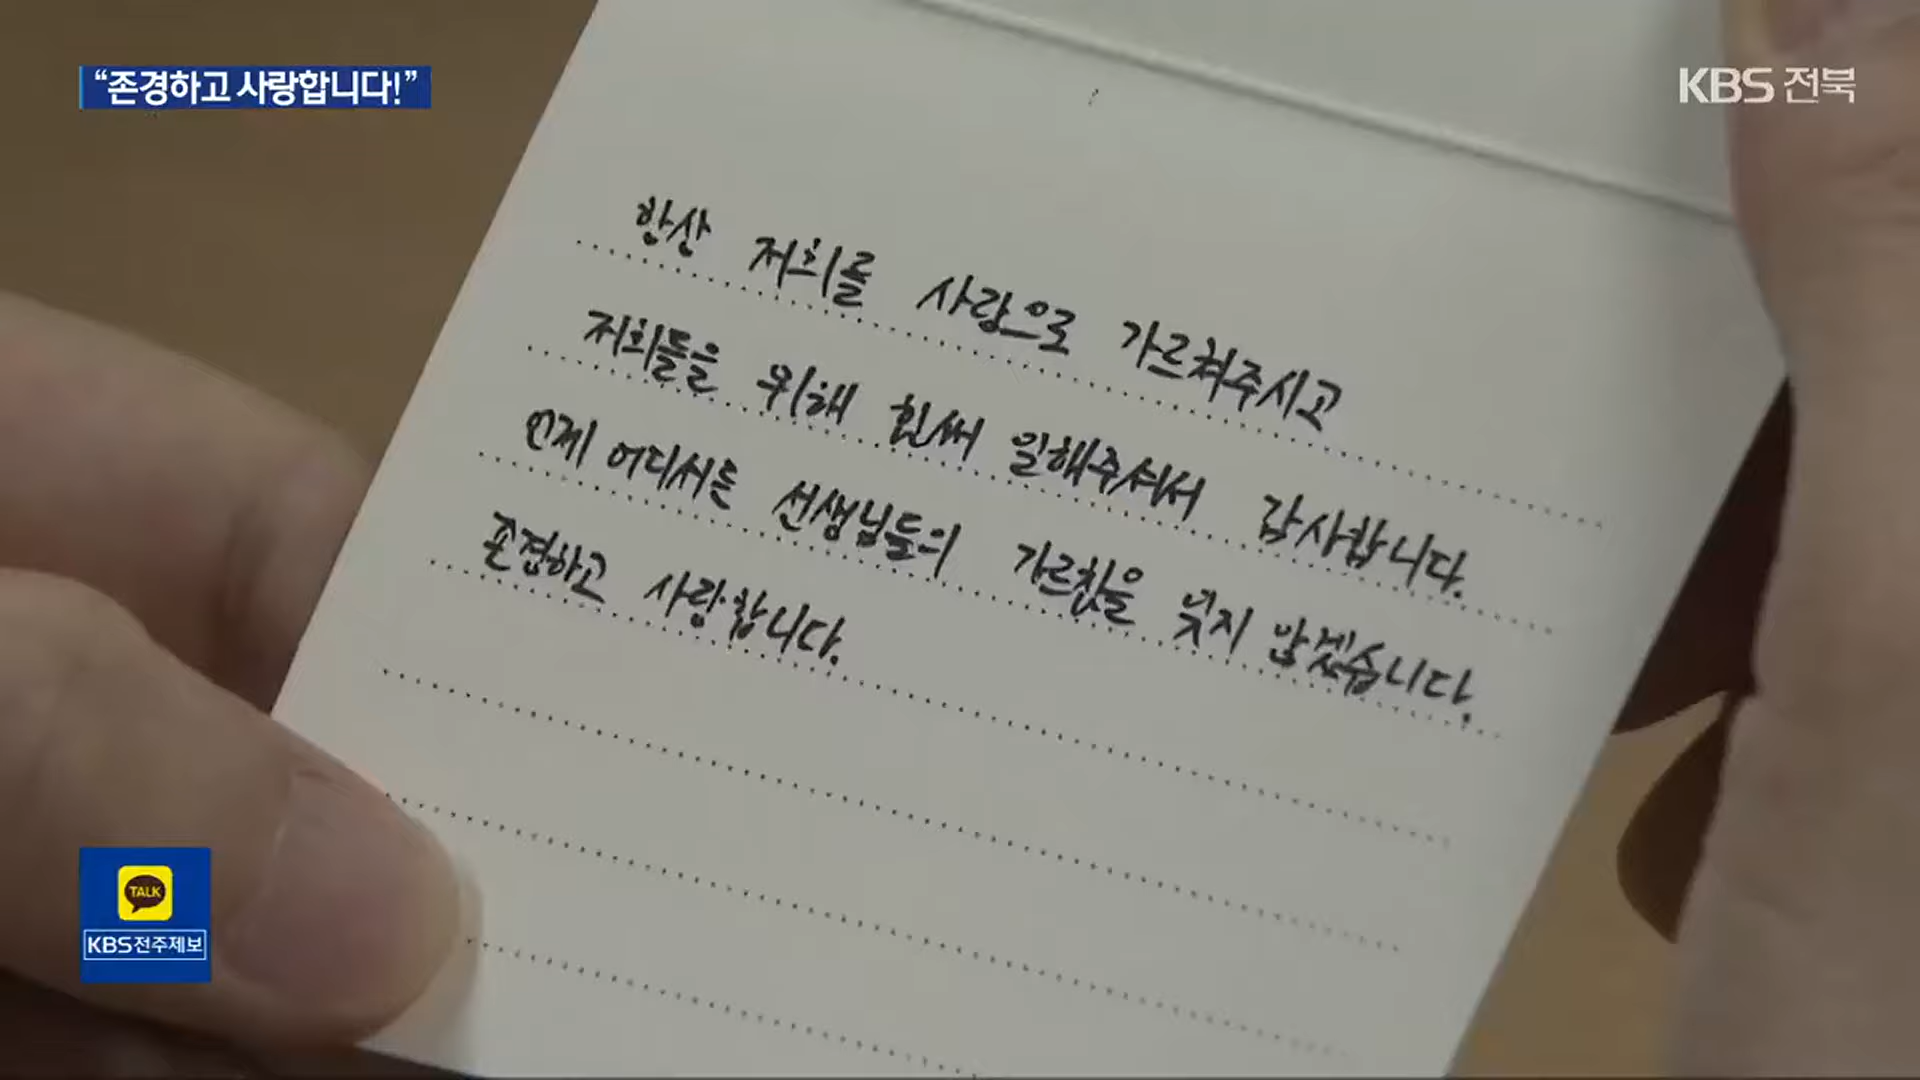 “존경하고 사랑합니다!”
KBS 전북
한산 저희를 사랑으로 가르쳐주시고
저희들을 위해 힘써 일해주셔서 감사합니다.
언제 어디서든 선생님들의 가르침을 잊지 않겠습니다.
존경하고 사랑합니다.
TALK
KBS전주제보